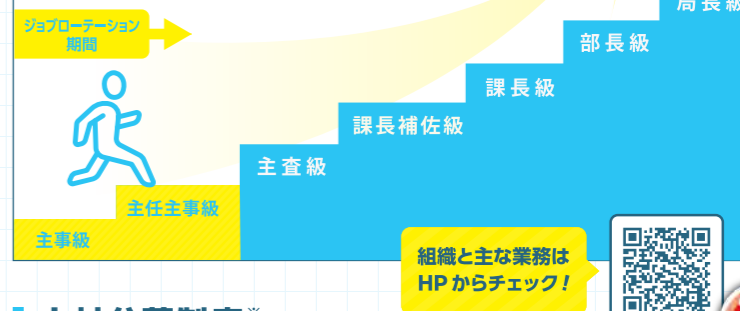 ジョブローテーション
期間
局長級
部長級
課長級
課長補佐級
主査級
主任主事級
主事級
組織と主な業務は
HPからチェック!